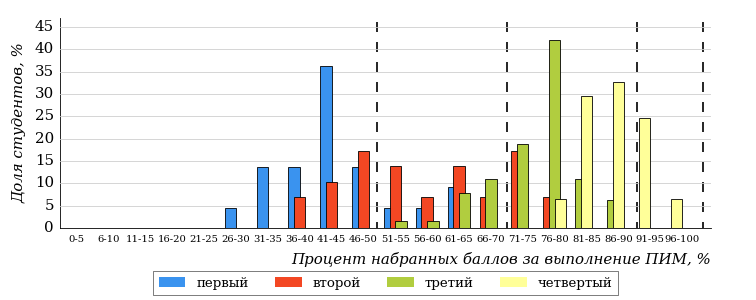 45
40
35
30
25
20
15
10
5
0
Доля студентов, %
0-5 6-10 11-15 16-20 21-25 26-30 31-35 36-40 41-45 46-50 51-55 56-60 61-65 66-70 71-75 76-80 81-85 86-90 91-95 96-100
Процент набранных баллов за выполнение ПИМ, %
первый второй третий четвертый